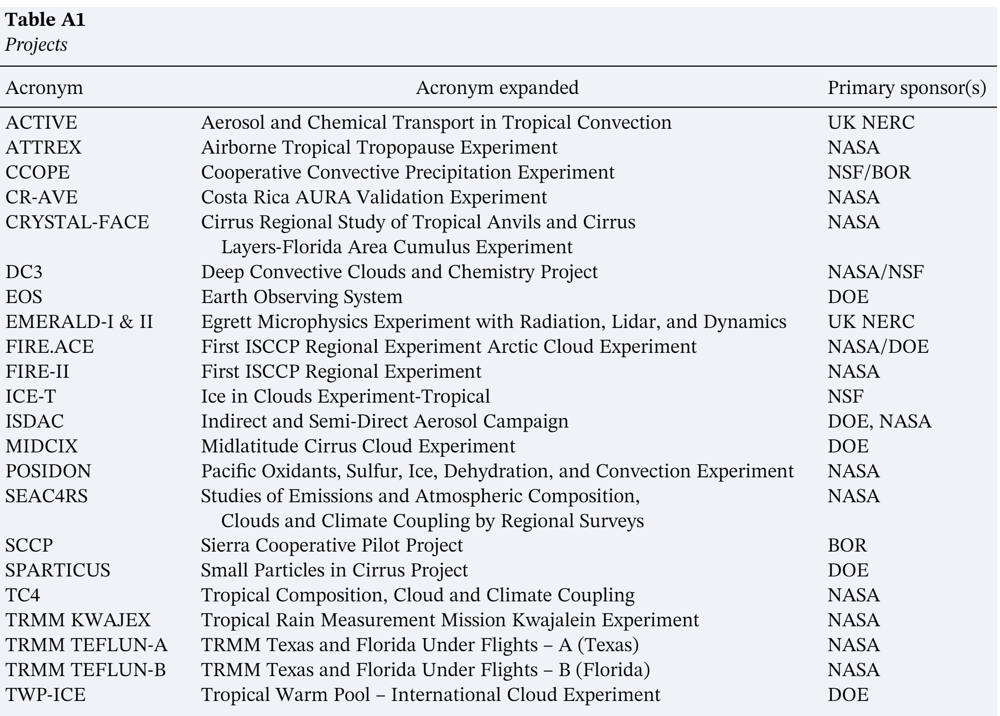 Table A1
Projects
Acronym Acronym expanded Primary sponsor(s)
ACTIVE Aerosol and Chemical Transport in Tropical Convection UK NERC
ATTREX Airborne Tropical Tropopause Experiment NASA
CCOPE Cooperative Convective Precipitation Experiment NSF/BOR
CR-AVE Costa Rica AURA Validation Experiment NASA
CRYSTAL-FACE Cirrus Regional Study of Tropical Anvils and Cirrus NASA
Layers-Florida Area Cumulus Experiment
DC3 Deep Convective Clouds and Chemistry Project NASA/NSF
EOS Earth Observing System DOE
EMERALD-I & II Egrett Microphysics Experiment with Radiation, Lidar, and Dynamics UK NERC
FIRE.ACE First ISCCP Regional Experiment Arctic Cloud Experiment NASA/DOE
FIRE-II First ISCCP Regional Experiment NASA
ICE-T Ice in Clouds Experiment-Tropical NSF
ISDAC Indirect and Semi-Direct Aerosol Campaign DOE, NASA
MIDCIX Midlatitude Cirrus Cloud Experiment DOE
POSIDON Pacific Oxidants, Sulfur, Ice, Dehydration, and Convection Experiment NASA
SEAC4RS Studies of Emissions and Atmospheric Composition, NASA
Clouds and Climate Coupling by Regional Surveys
SCCP Sierra Cooperative Pilot Project BOR
SPARTICUS Small Particles in Cirrus Project DOE
TC4 Tropical Composition, Cloud and Climate Coupling NASA
TRMM KWAJEX Tropical Rain Measurement Mission Kwajalein Experiment NASA
TRMM TEFLUN-A TRMM Texas and Florida Under Flights – A (Texas) NASA
TRMM TEFLUN-B TRMM Texas and Florida Under Flights – B (Florida) NASA
TWP-ICE Tropical Warm Pool – International Cloud Experiment DOE